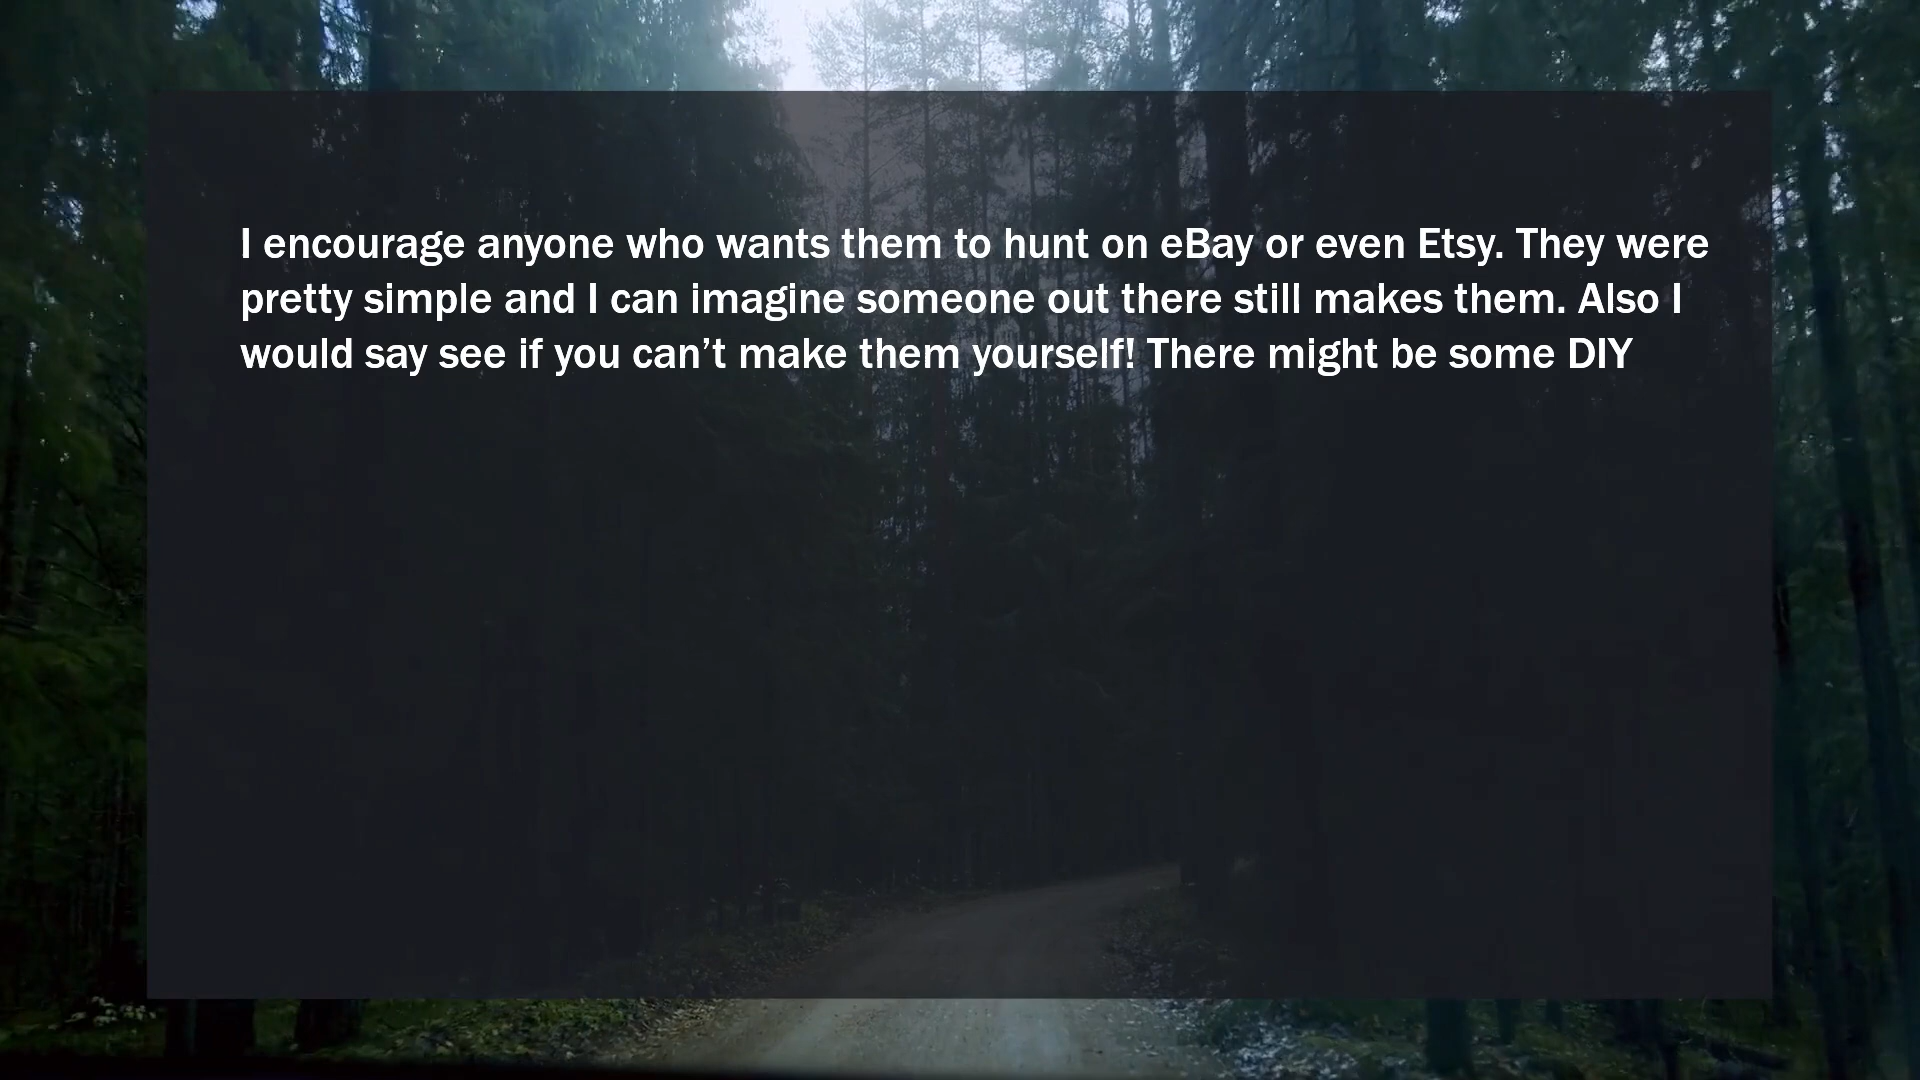 I encourage anyone who wants them to hunt on eBay or even Etsy. They were
pretty simple and I can imagine someone out there still makes them. Also I
would say see if you can’t make them yourself! There might be some DIY